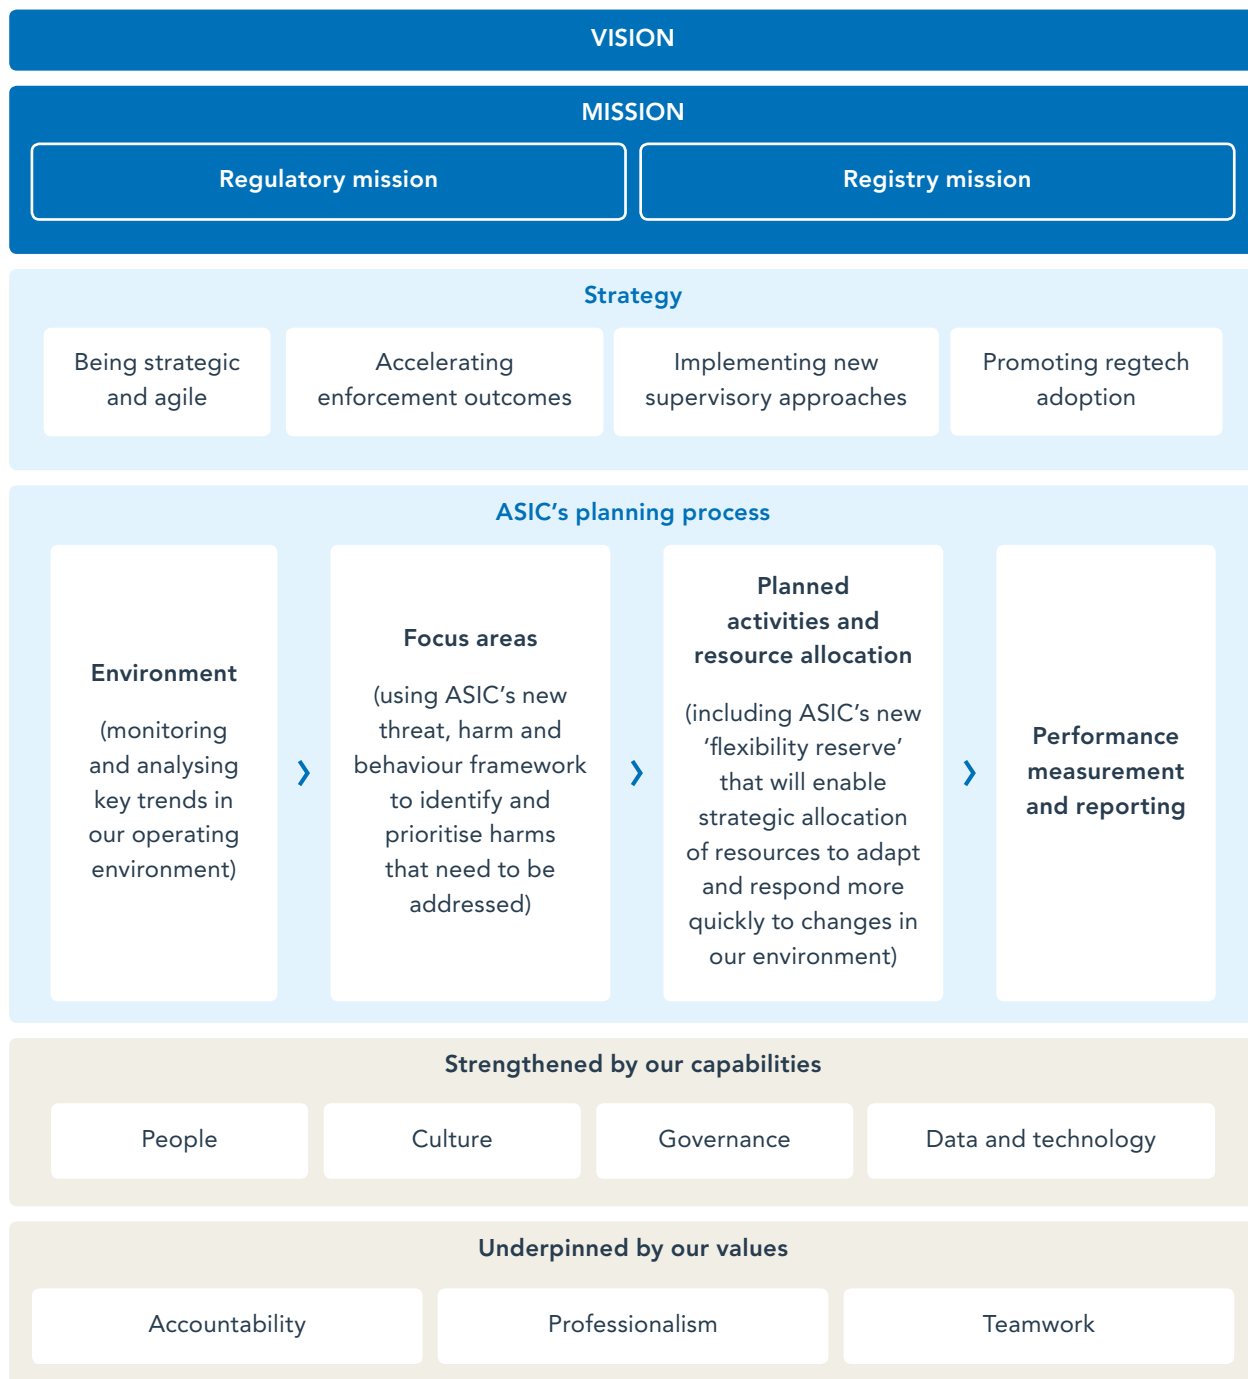 VISION
MISSION
Regulatory mission
Registry mission
Strategy
Being strategic
and agile
Accelerating
enforcement outcomes
Implementing new
supervisory approaches
Promoting regtech
adoption
ASIC’s planning process
Environment
(monitoring
and analysing
key trends in
our operating
environment)
Focus areas
(using ASIC’s new
threat, harm and
behaviour framework
to identify and
prioritise harms
that need to be
addressed)
Planned
activities and
resource allocation
(including ASIC’s new
‘flexibility reserve’
that will enable
strategic allocation
of resources to adapt
and respond more
quickly to changes in
our environment)
Performance
measurement
and reporting
Strengthened by our capabilities
People
Culture
Governance
Data and technology
Underpinned by our values
Accountability
Professionalism
Teamwork